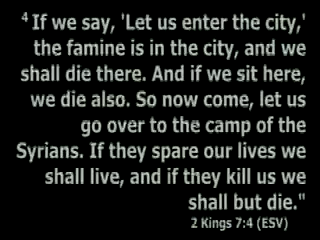 4 If we say, 'Let us enter the city,'
the famine is in the city, and we
shall die there. And if we sit here,
we die also. So now come, let us
go over to the camp of the
Syrians. If they spare our lives we
shall live, and if they kill us we
shall but die."
2 Kings 7:4 (ESV)